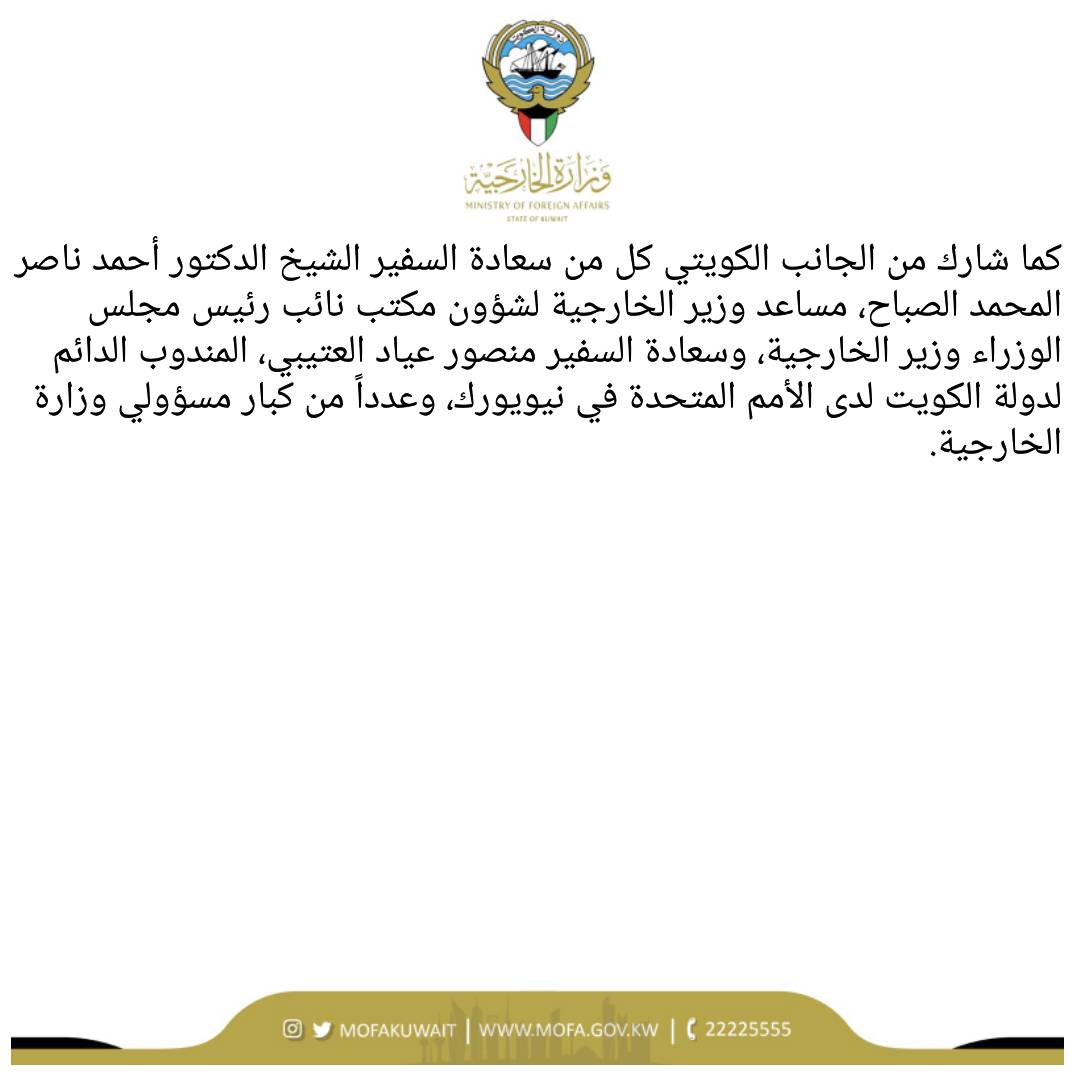 دولة الكويت
وزارة الخارجية
MINISTRY OF FOREIGN AFFAIRS
STATE OF KUWAIT
كما شارك من الجانب الكويتي كل من سعادة السفير الشيخ الدكتور أحمد ناصر
المحمد الصباح، مساعد وزير الخارجية لشؤون مكتب نائب رئيس مجلس
الوزراء وزير الخارجية، وسعادة السفير منصور عياد العتيبي، المندوب الدائم
لدولة الكويت لدى الأمم المتحدة في نيويورك، وعدداً من كبار مسؤولي وزارة
الخارجية.
MOFAKUWAIT | WWW.MOFA.GOV.KW | 22225555